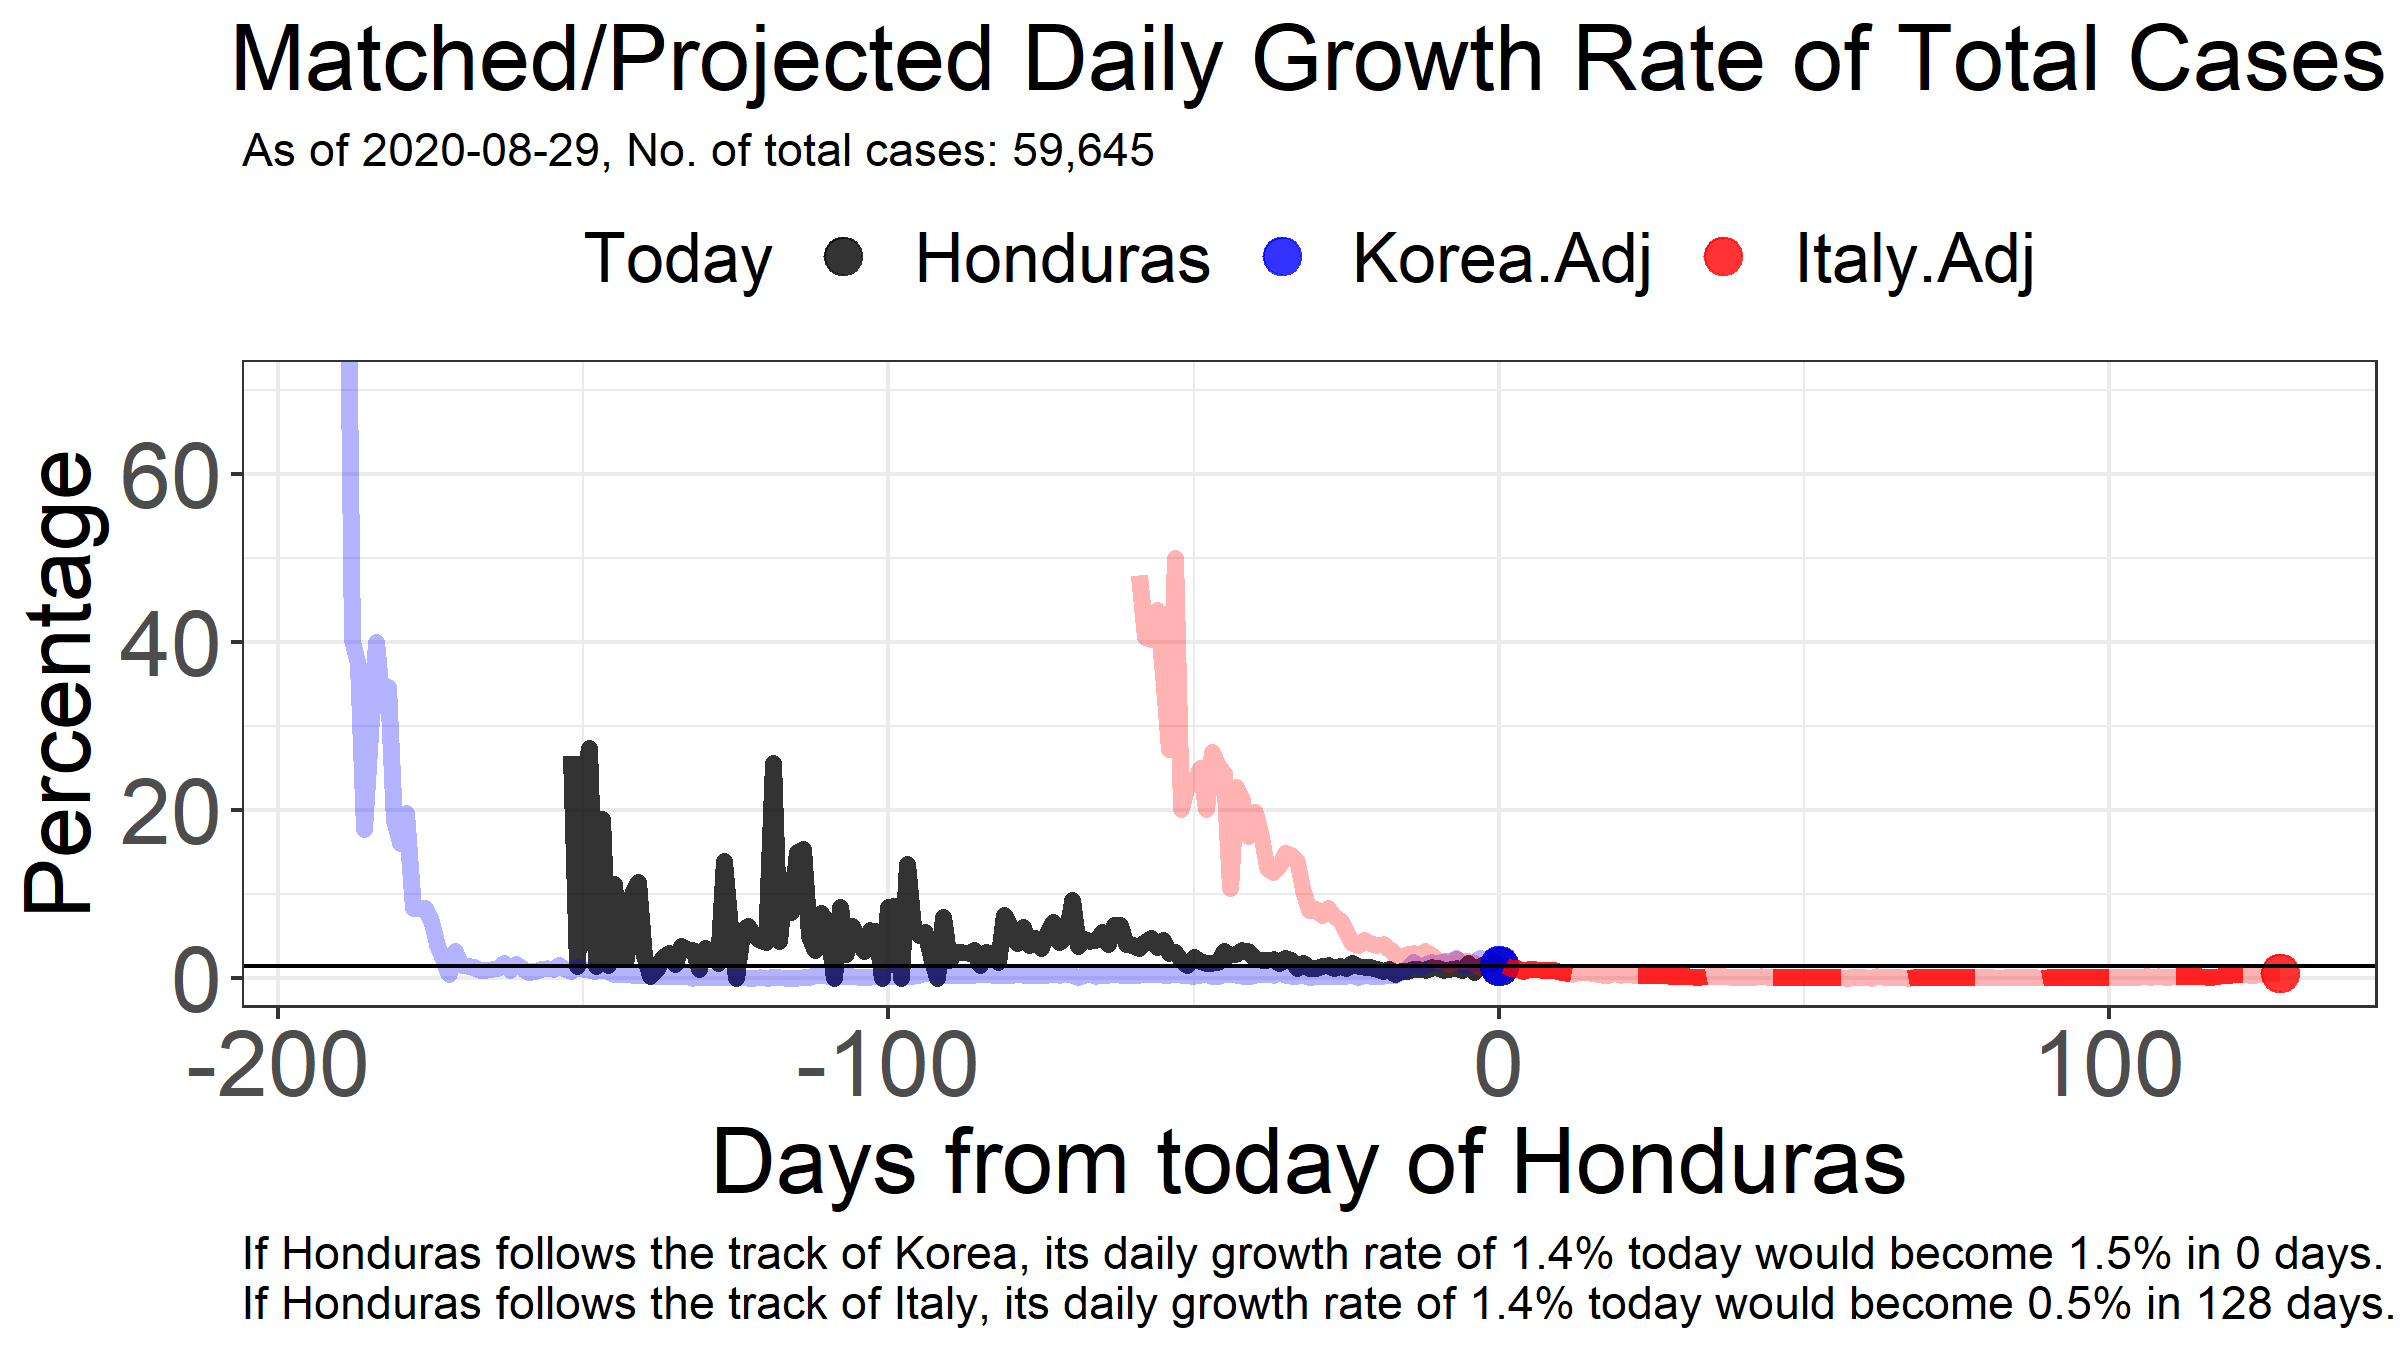 Matched/Projected Daily Growth Rate of Total Cases
As of 2020-08-29, No. of total cases: 59,645
Today Honduras Korea.Adj Italy.Adj
Percentage
60
40
20
0
-200 -100 0 100
Days from today of Honduras
If Honduras follows the track of Korea, its daily growth rate of 1.4% today would become 1.5% in 0 days.
If Honduras follows the track of Italy, its daily growth rate of 1.4% today would become 0.5% in 128 days.